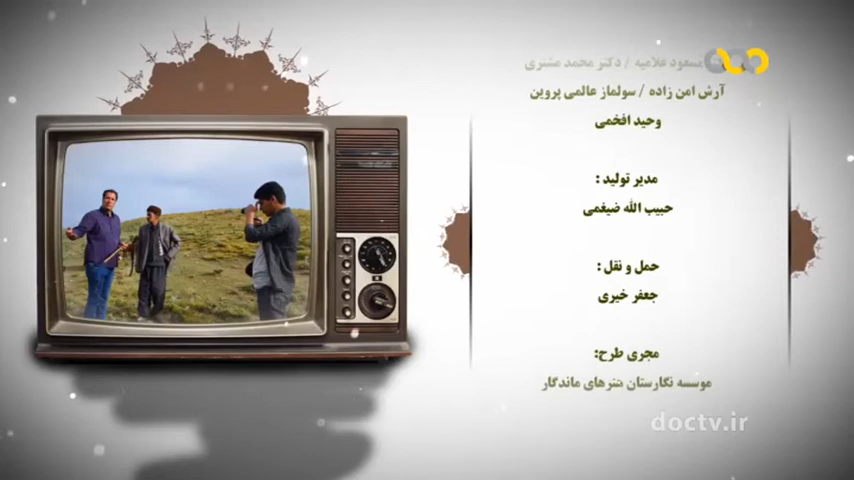 مسعود علامیه / دکتر محمد مشری
آرش امن زاده / سولماز عالمی پروین
وحید افخمی
مدیر تولید :
حبیب الله ضیغمی
حمل و نقل :
جعفر خیری
مجری طرح:
موسسه نگارستان هنرهای ماندگار
doctv.ir